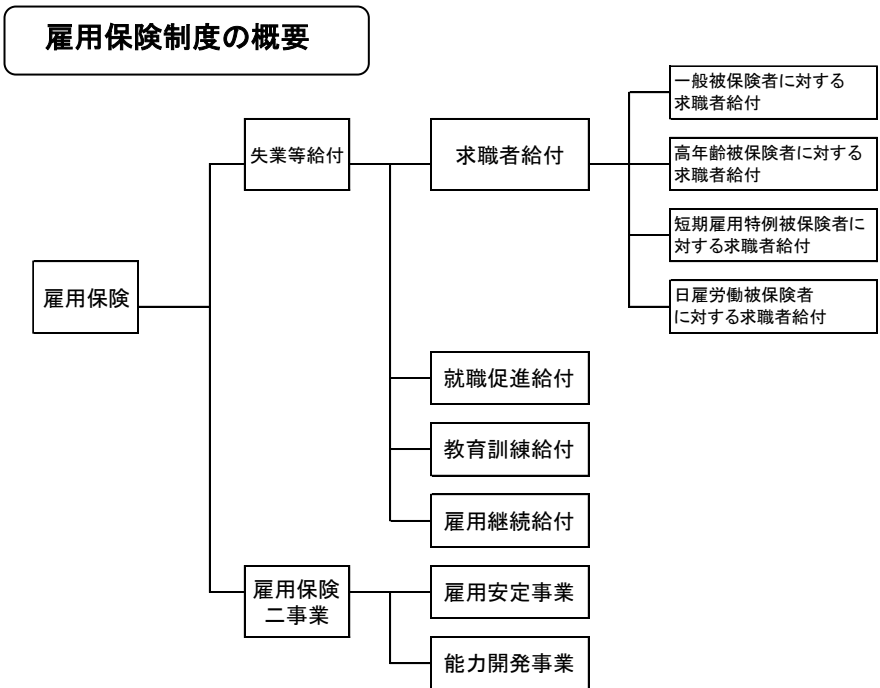 雇用保険制度の概要
一般被保険者に対する
求職者給付
失業等給付
求職者給付
高年齢被保険者に対する
求職者給付
短期雇用特例被保険者に
対する求職者給付
雇用保険
日雇労働被保険者
に対する求職者給付
就職促進給付
教育訓練給付
雇用継続給付
雇用保険
二事業
雇用安定事業
能力開発事業